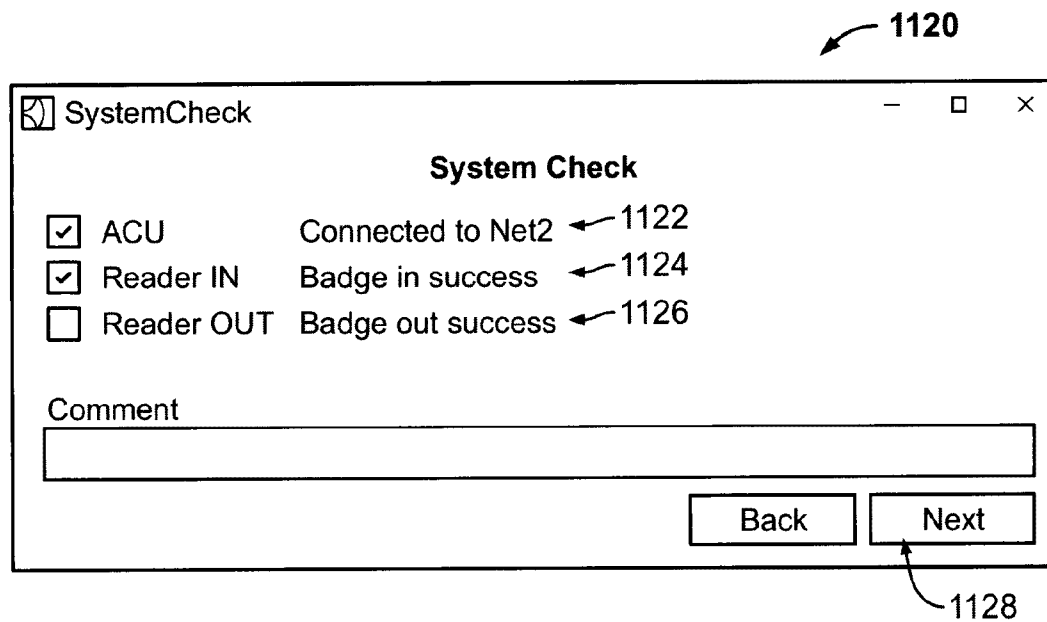 1120
SystemCheck
System Check
ACU Connected to Net2 1122
Reader IN Badge in success 1124
Reader OUT Badge out success 1126
Comment
Back Next
1128